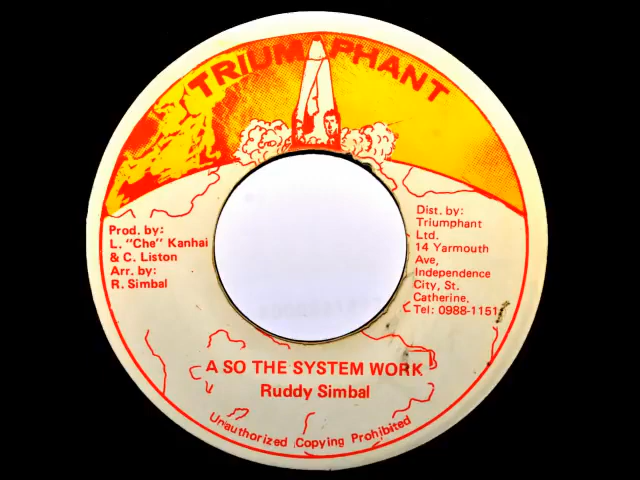 TRIUMPHANT
Prod. by:
L. "Che" Kanhai
& C. Liston
Arr. by:
R. Simbal
Dist. by:
Triumphant
Ltd.
14 Yarmouth
Ave,
Independence
City, St.
Catherine.
Tel: 0988-1151
A SO THE SYSTEM WORK
Ruddy Simbal
Unauthorized Copying Prohibited